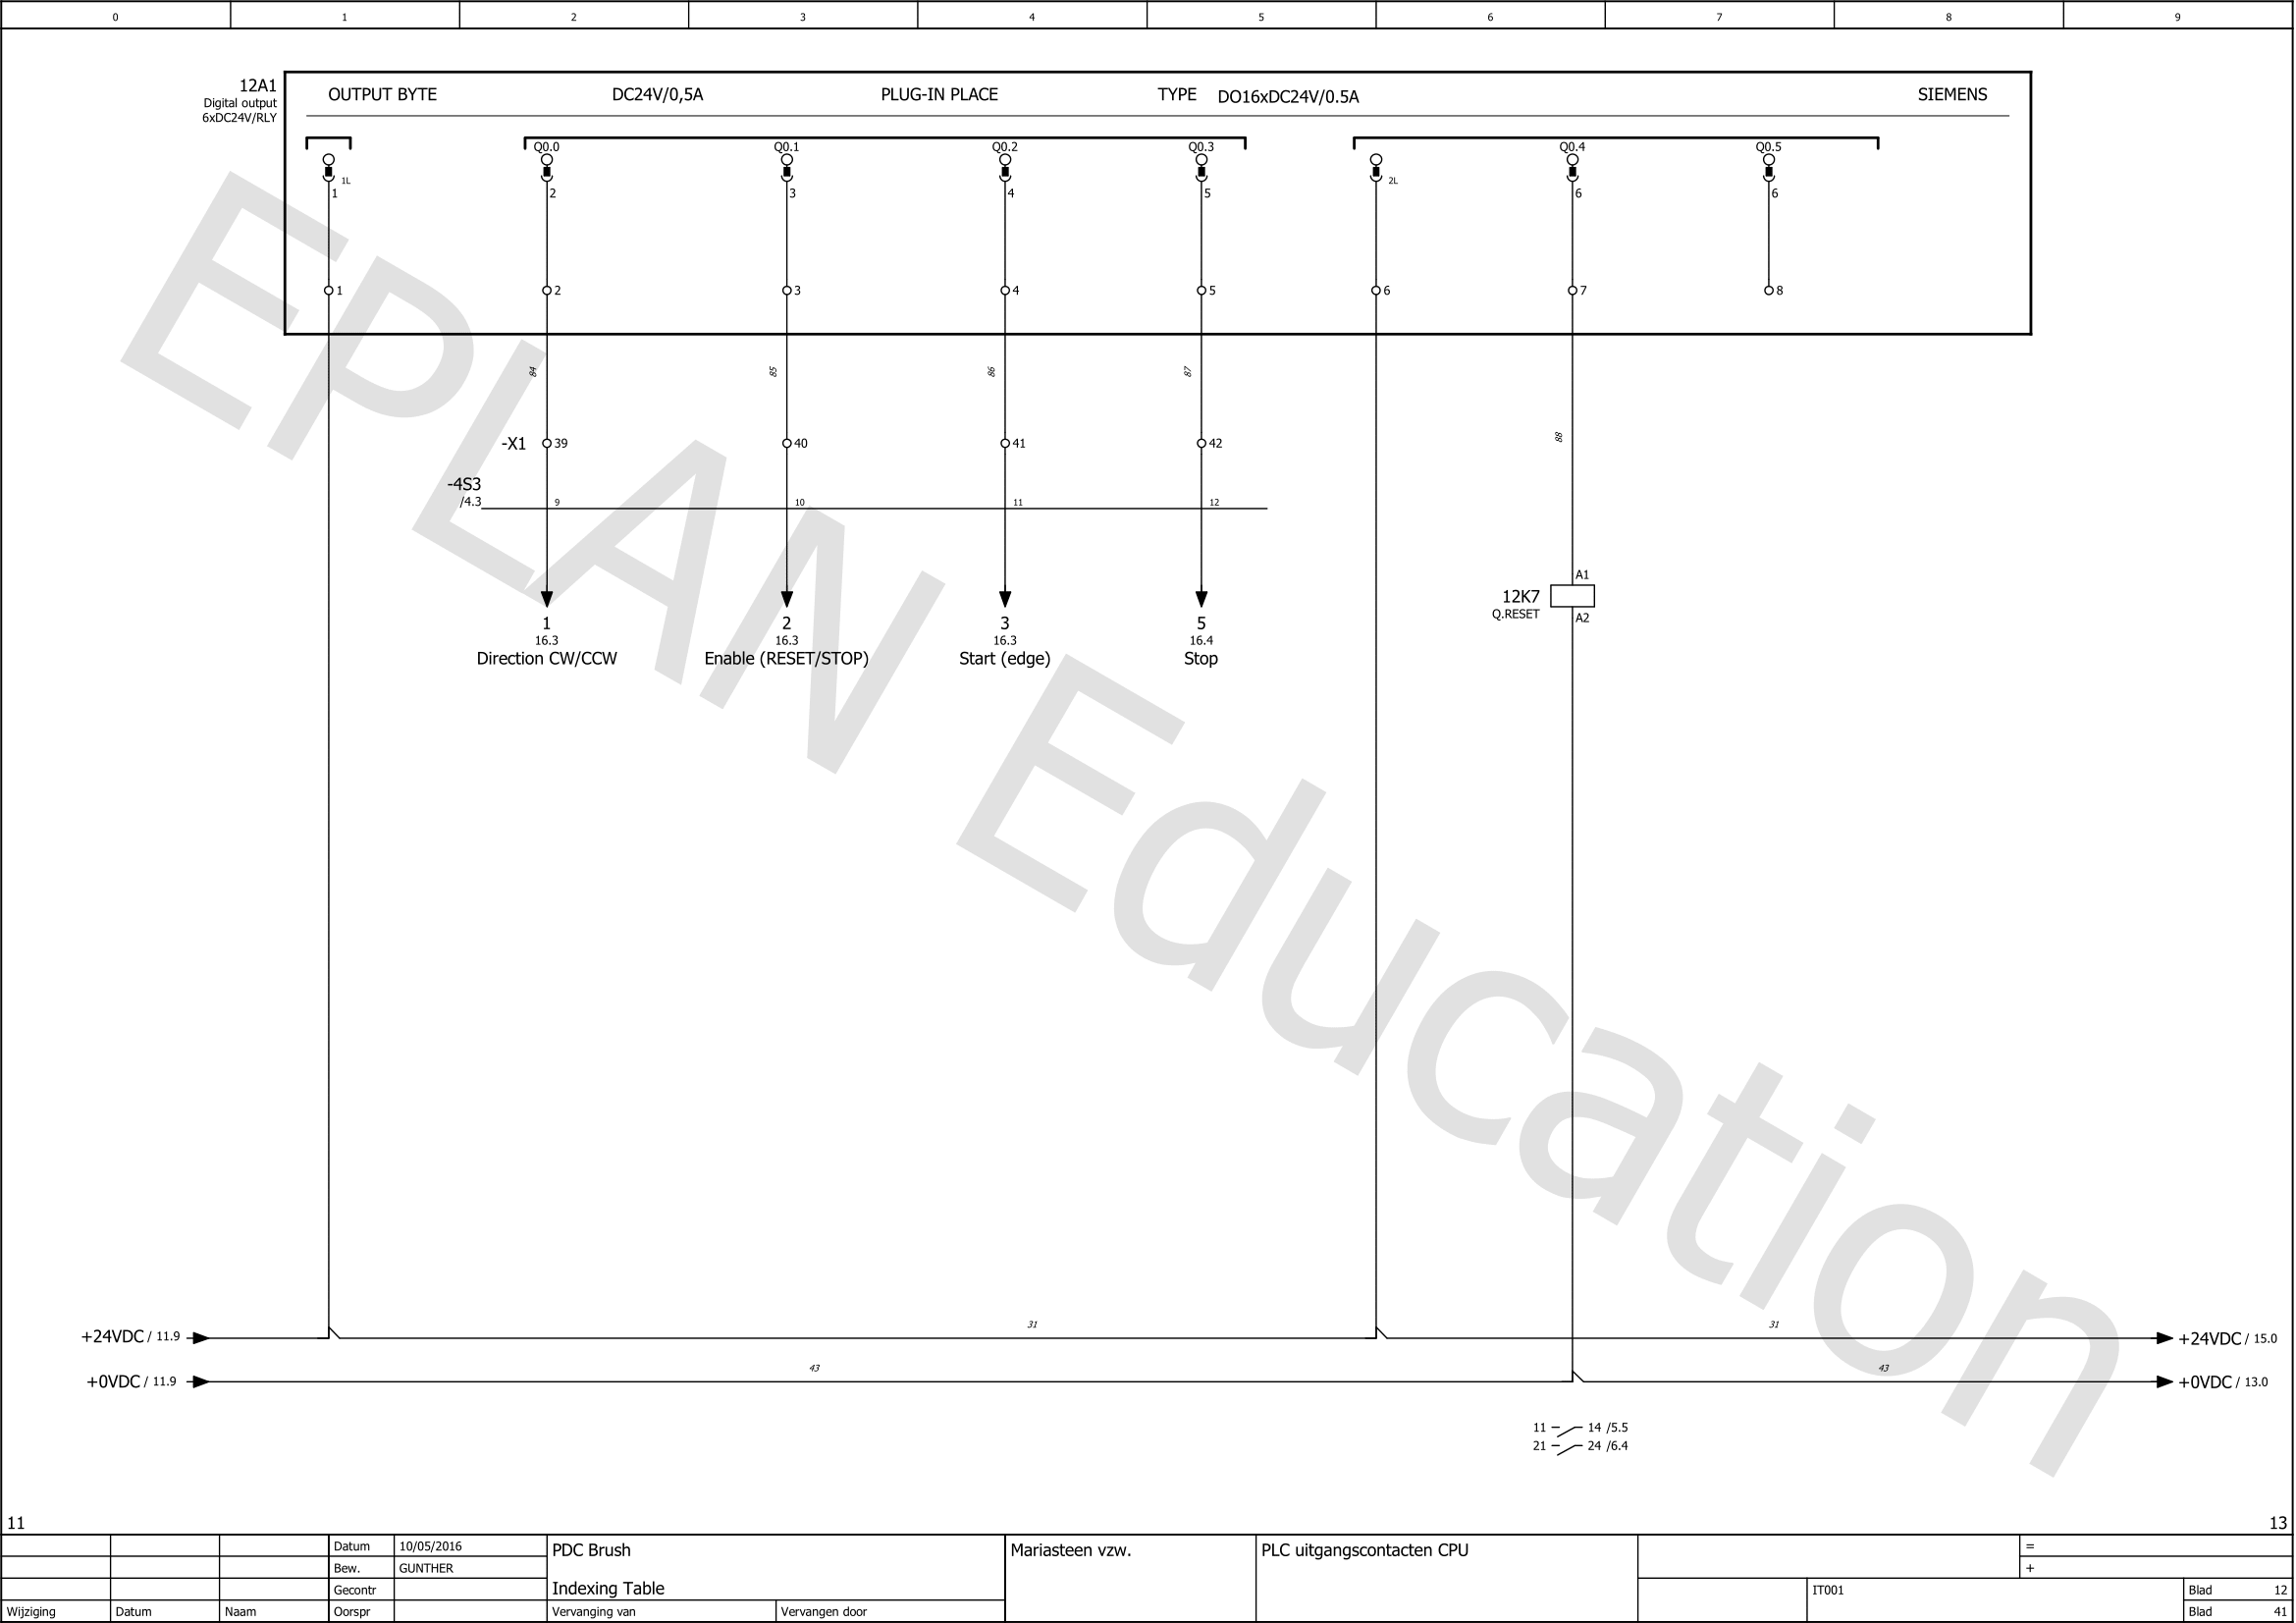 0 1 2 3 4 5 6 7 8 9
12A1
Digital output
6xDC24V/RLY
OUTPUT BYTE DC24V/0,5A PLUG-IN PLACE TYPE DO16xDC24V/0.5A SIEMENS
Q0.0 Q0.1 Q0.2 Q0.3 Q0.4 Q0.5
1L 2L
1 2 3 4 5 6 6
1 2 3 4 5 6 7 8
84 85 86 87
88
-X1 39 40 41 42
-4S3
/4.3 9 10 11 12
A1
12K7
Q.RESET
A2
1 2 3 5
16.3 16.3 16.3 16.4
Direction CW/CCW Enable (RESET/STOP) Start (edge) Stop
EPLAN Education
31 31
+24VDC / 11.9 +24VDC / 15.0
43 43
+0VDC / 11.9 +0VDC / 13.0
11 14 /5.5
21 24 /6.4
11 13
Datum 10/05/2016 PDC Brush Mariasteen vzw. PLC uitgangscontacten CPU =
Bew. GUNTHER +
Gecontr Indexing Table IT001 Blad 12
Wijziging Datum Naam Oorspr Vervanging van Vervangen door Blad 41